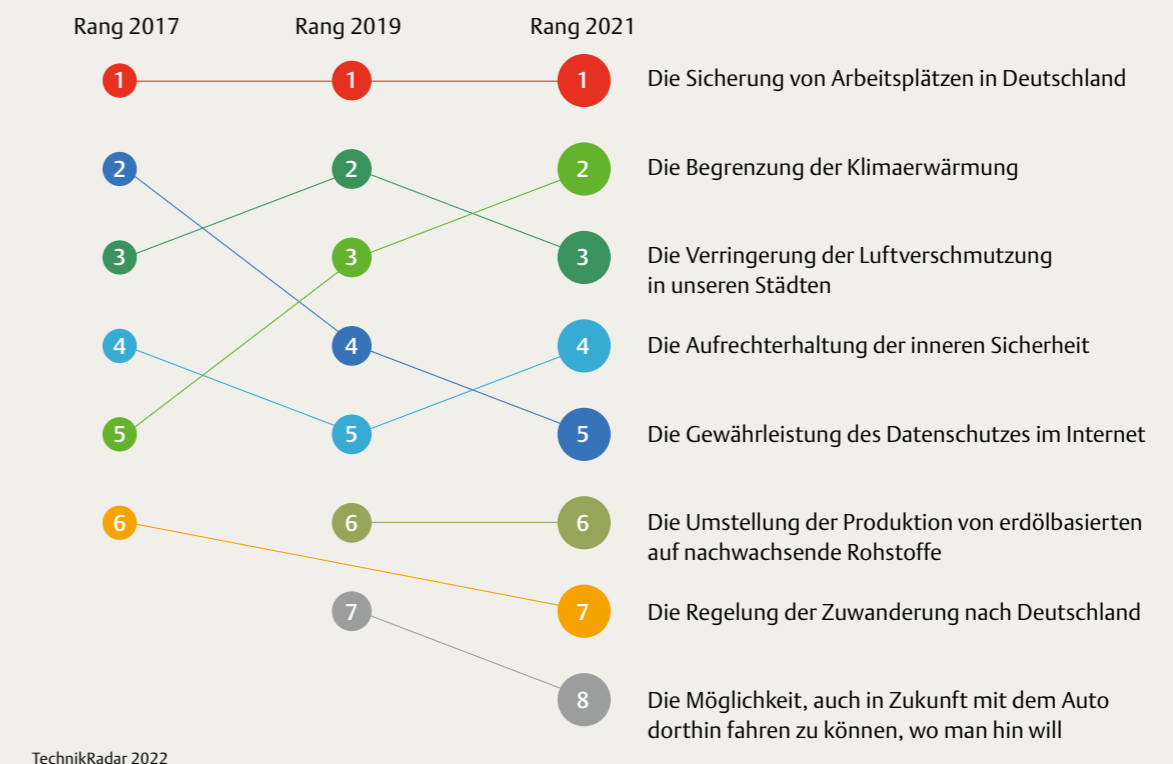 Rang 2017 Rang 2019 Rang 2021
1 1 1 Die Sicherung von Arbeitsplätzen in Deutschland
2 2 2 Die Begrenzung der Klimaerwärmung
3 3 3 Die Verringerung der Luftverschmutzung
in unseren Städten
4 4 4 Die Aufrechterhaltung der inneren Sicherheit
5 5 5 Die Gewährleistung des Datenschutzes im Internet
6 6 6 Die Umstellung der Produktion von erdölbasierten
auf nachwachsende Rohstoffe
7 7 Die Regelung der Zuwanderung nach Deutschland
8 Die Möglichkeit, auch in Zukunft mit dem Auto
dorthin fahren zu können, wo man hin will
TechnikRadar 2022